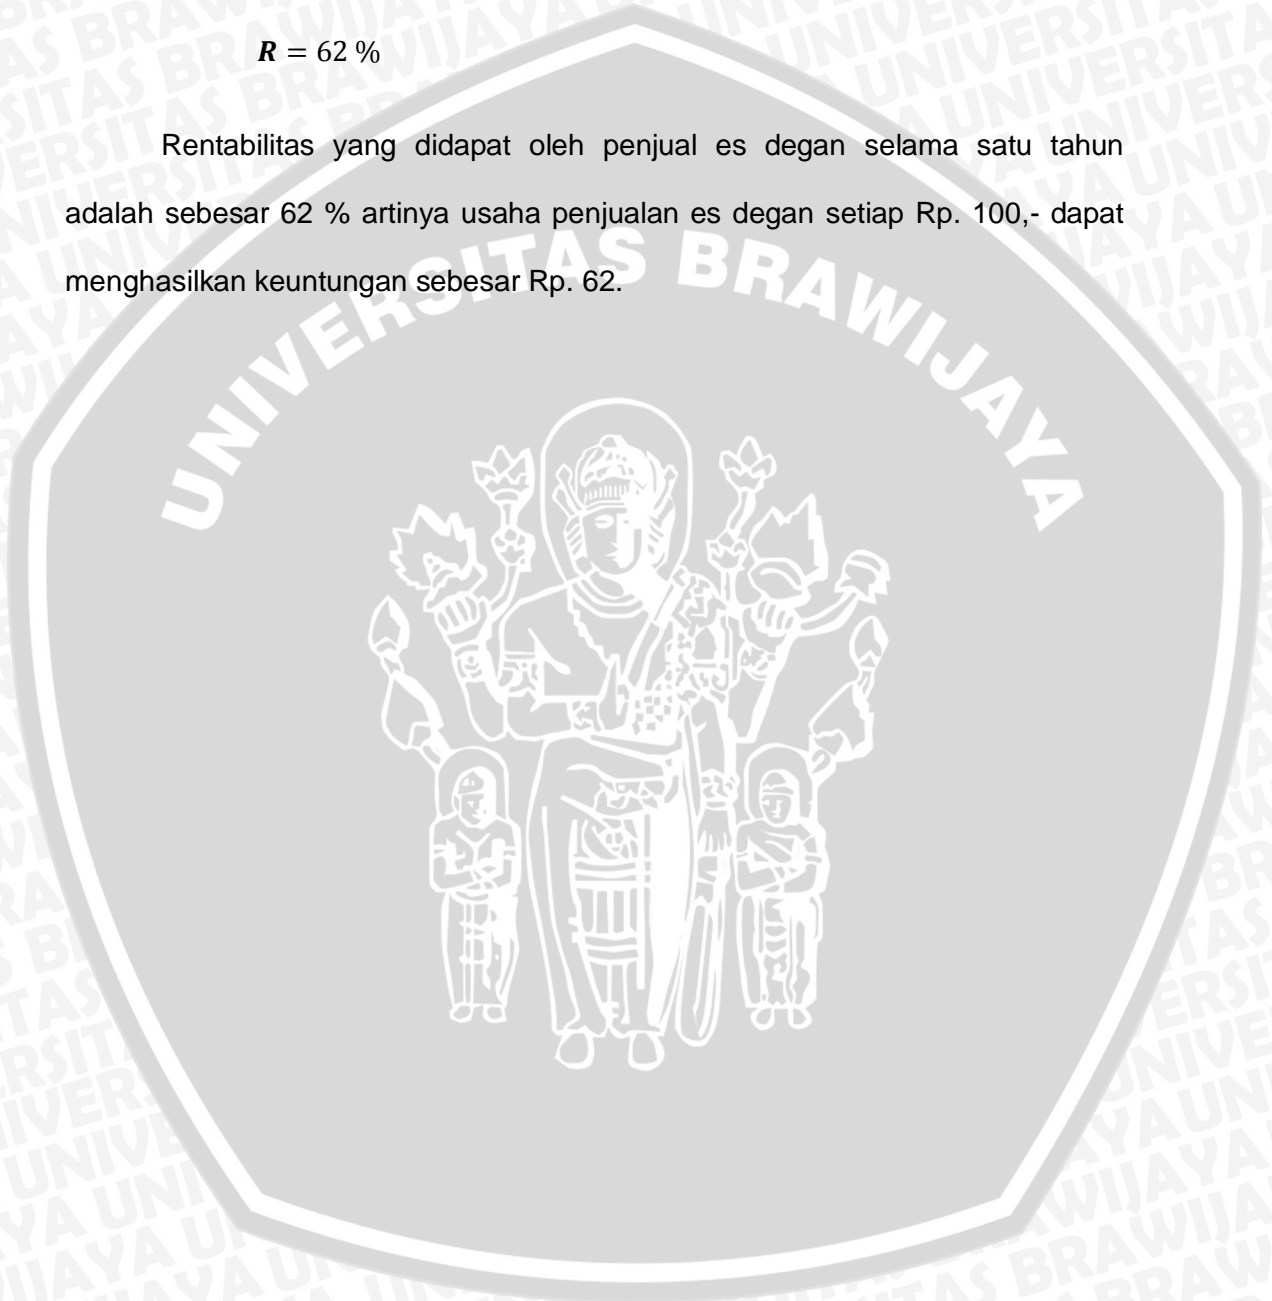 R = 62 %
Rentabilitas yang didapat oleh penjual es degan selama satu tahun
adalah sebesar 62 % artinya usaha penjualan es degan setiap Rp. 100,- dapat
menghasilkan keuntungan sebesar Rp. 62.
UNIVERSITAS BRAWIJAYA